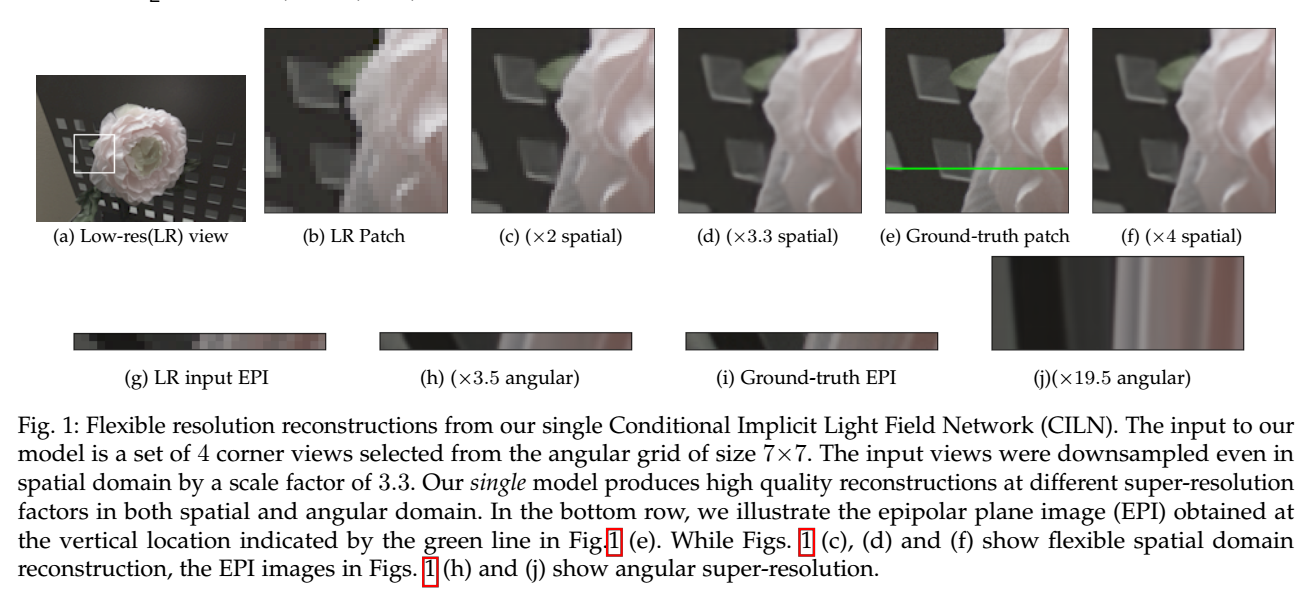 (a) Low-res(LR) view
(b) LR Patch
(c) (×2 spatial)
(d) (×3.3 spatial)
(e) Ground-truth patch
(f) (×4 spatial)
(g) LR input EPI
(h) (×3.5 angular)
(i) Ground-truth EPI
(j)(×19.5 angular)
Fig. 1: Flexible resolution reconstructions from our single Conditional Implicit Light Field Network (CILN). The input to our
model is a set of 4 corner views selected from the angular grid of size 7×7. The input views were downsampled even in
spatial domain by a scale factor of 3.3. Our single model produces high quality reconstructions at different super-resolution
factors in both spatial and angular domain. In the bottom row, we illustrate the epipolar plane image (EPI) obtained at
the vertical location indicated by the green line in Fig.1 (e). While Figs. 1 (c), (d) and (f) show flexible spatial domain
reconstruction, the EPI images in Figs. 1 (h) and (j) show angular super-resolution.